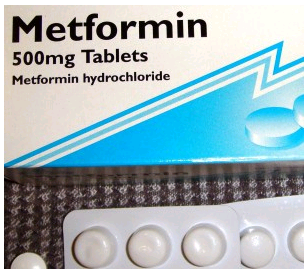 Metformin
500mg Tablets
Metformin hydrochloride